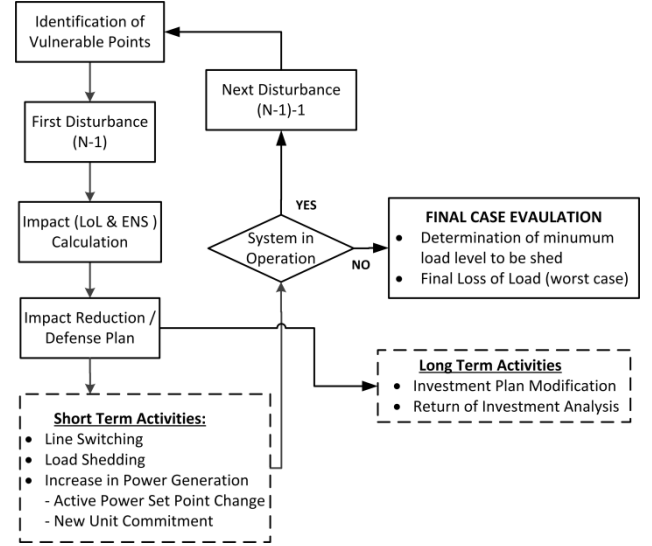 Identification of
Vulnerable Points
First Disturbance
(N-1)
Impact (LoL & ENS )
Calculation
Impact Reduction /
Defense Plan
Short Term Activities:
• Line Switching
• Load Shedding
• Increase in Power Generation
- Active Power Set Point Change
- New Unit Commitment
Next Disturbance
(N-1)-1
YES
System in
Operation
NO
FINAL CASE EVAULATION
• Determination of minumum
load level to be shed
• Final Loss of Load (worst case)
Long Term Activities
• Investment Plan Modification
• Return of Investment Analysis